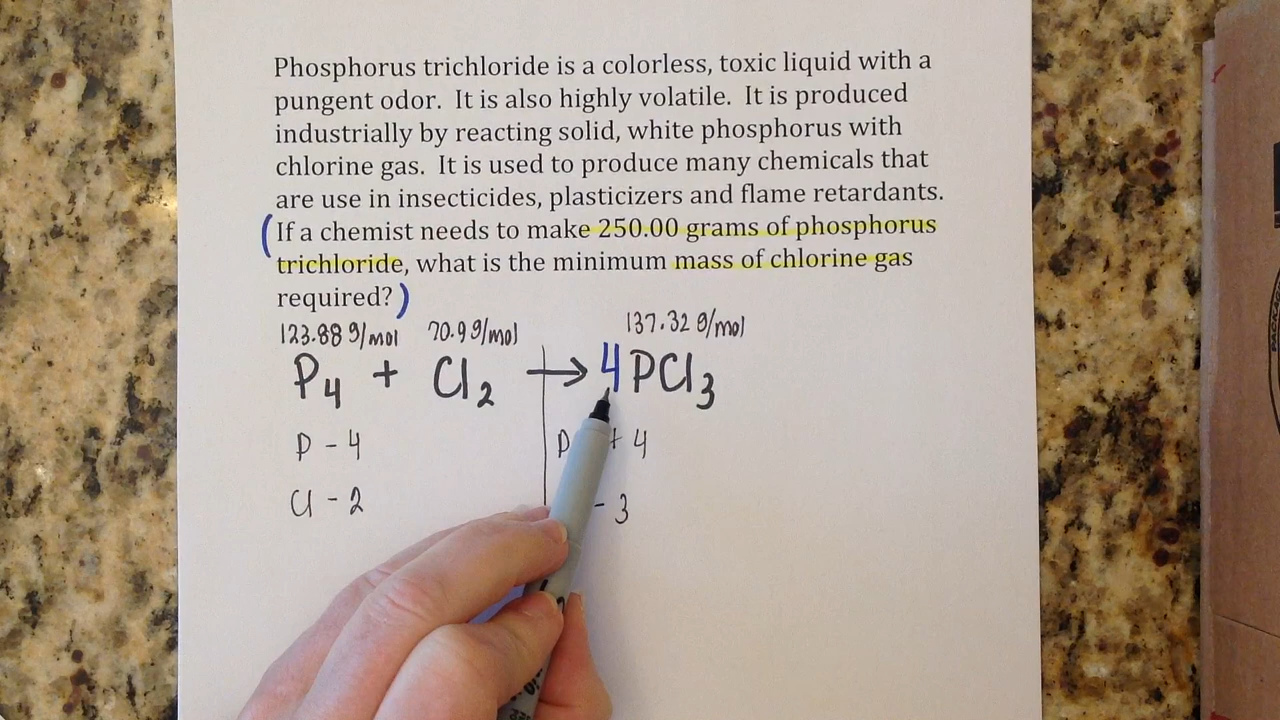 Phosphorus trichloride is a colorless, toxic liquid with a
pungent odor. It is also highly volatile. It is produced
industrially by reacting solid, white phosphorus with
chlorine gas. It is used to produce many chemicals that
are use in insecticides, plasticizers and flame retardants.
(If a chemist needs to make 250.00 grams of phosphorus
trichloride, what is the minimum mass of chlorine gas
required?)
123.88 g/mol 70.9 g/mol 137.32 g/mol
P₄ + Cl₂ → 4PCl₃
P - 4 P 4
Cl - 2 - 3